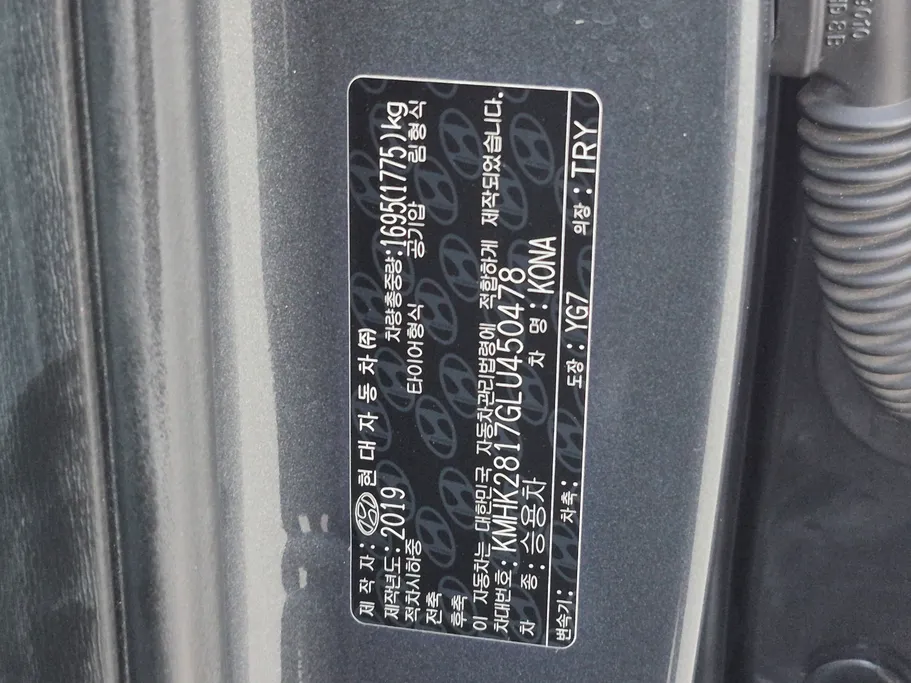 제 작 자 : 현 대 자 동 차 (주)
제작년도 : 2019 차량총중량 : 1695(1775) kg
적차시하중 타이어형식 공기압 림형식
전축
후축
이 자동차는 대한민국 자동차관리법령에 적합하게 제작되었습니다.
차대번호 : KMHK2817GLU450478
차 종 : 승용차 차 명 : KONA
변속기 : 차축 : 도장 : YG7 의장 : TRY